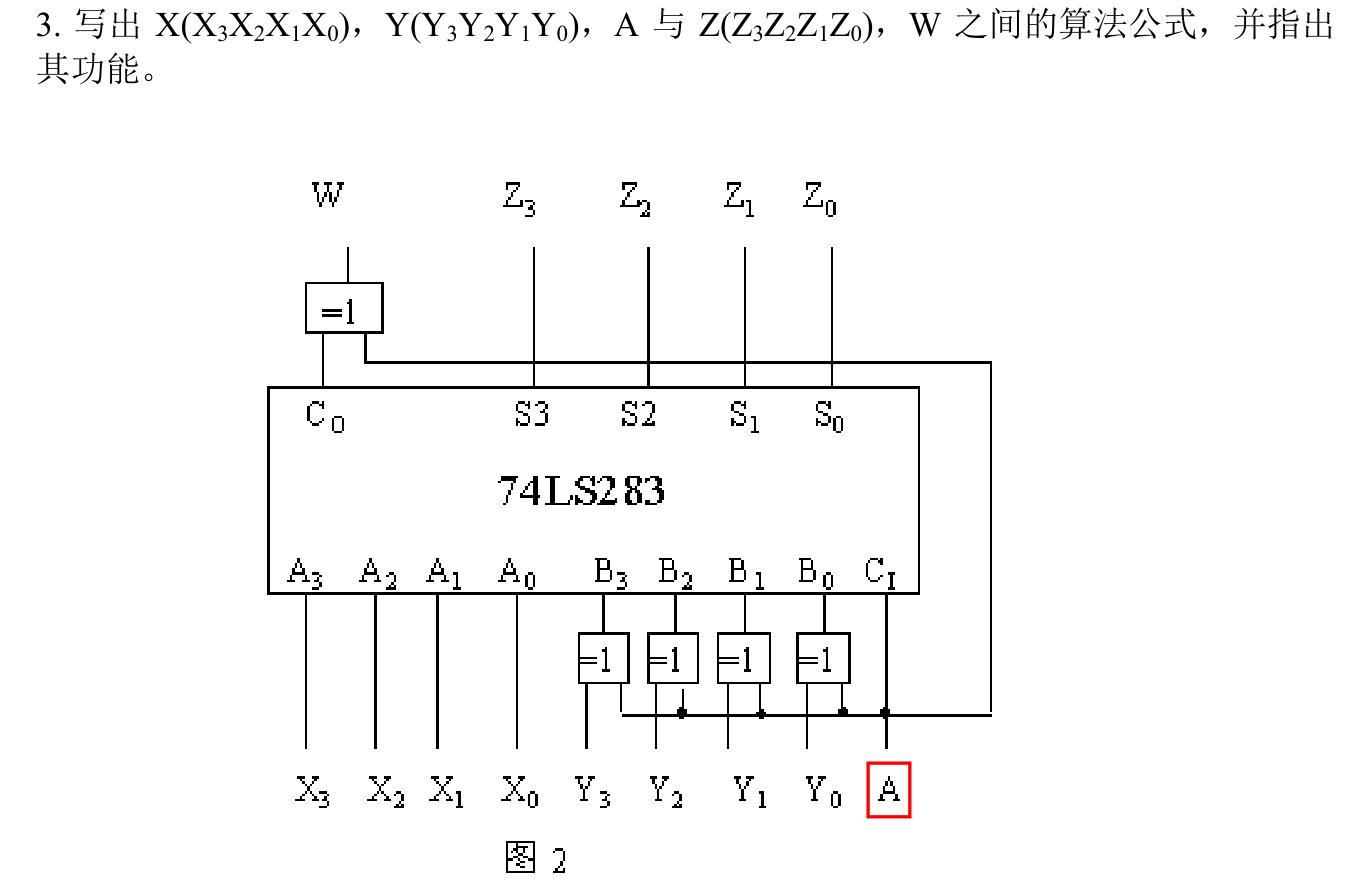 3. 写出 X(X₃X₂X₁X₀)，Y(Y₃Y₂Y₁Y₀)，A 与 Z(Z₃Z₂Z₁Z₀)，W 之间的算法公式，并指出
其功能。
W Z₃ Z₂ Z₁ Z₀
=1
C₀ S3 S2 S₁ S₀
74LS283
A₃ A₂ A₁ A₀ B₃ B₂ B₁ B₀ C_I
=1 =1 =1 =1
X₃ X₂ X₁ X₀ Y₃ Y₂ Y₁ Y₀ A
图 2